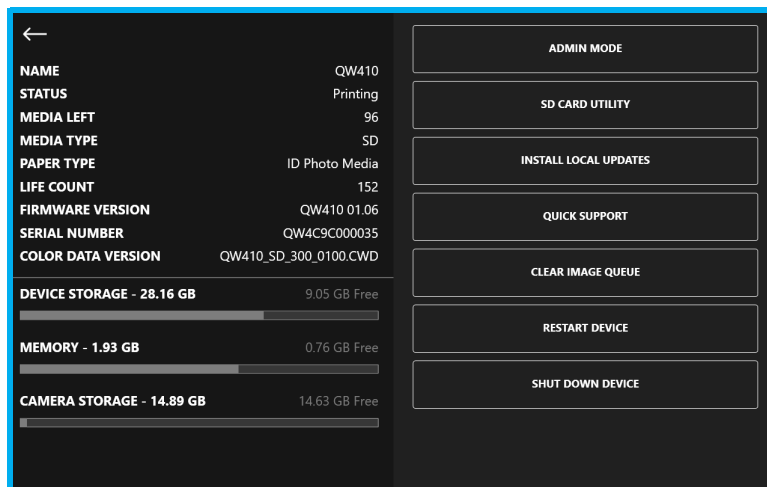 NAME QW410
STATUS Printing
MEDIA LEFT 96
MEDIA TYPE SD
PAPER TYPE ID Photo Media
LIFE COUNT 152
FIRMWARE VERSION QW410 01.06
SERIAL NUMBER QW4C9C000035
COLOR DATA VERSION QW410_SD_300_0100.CWD
DEVICE STORAGE - 28.16 GB 9.05 GB Free
MEMORY - 1.93 GB 0.76 GB Free
CAMERA STORAGE - 14.89 GB 14.63 GB Free
ADMIN MODE
SD CARD UTILITY
INSTALL LOCAL UPDATES
QUICK SUPPORT
CLEAR IMAGE QUEUE
RESTART DEVICE
SHUT DOWN DEVICE